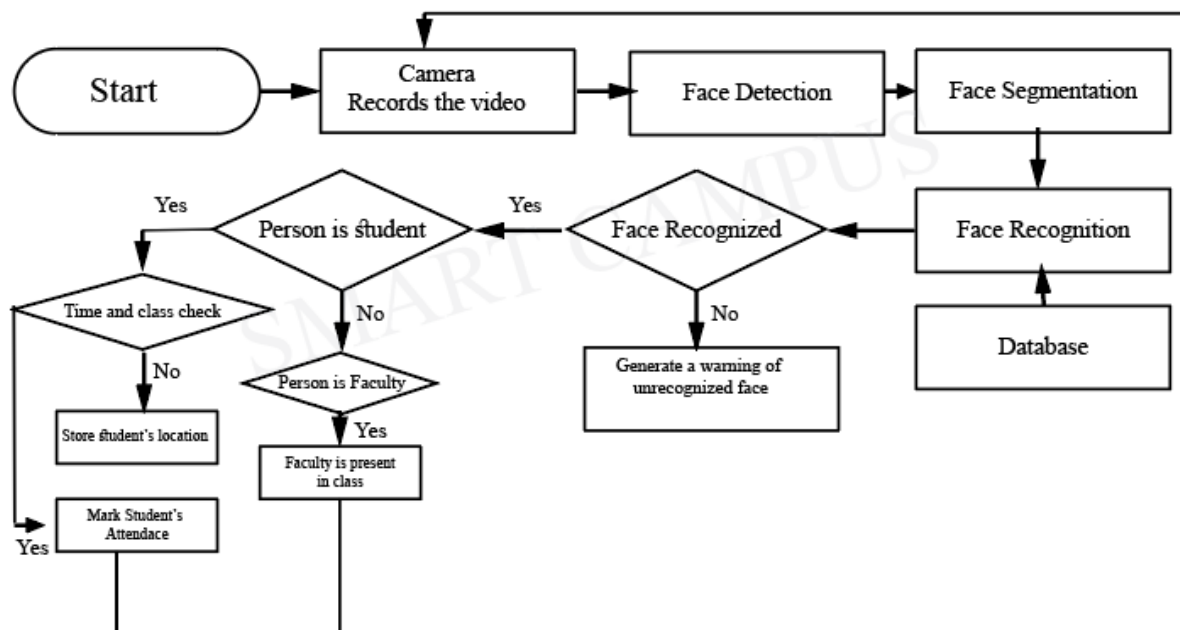 Start
Camera
Records the video
Face Detection
Face Segmentation
Yes
Person is student
Yes
Face Recognized
Face Recognition
Time and class check
No
No
Database
No
Person is Faculty
Generate a warning of
unrecognized face
Store student's location
Yes
Faculty is present
in class
Mark Student's
Attendace
Yes
SMART CAMPUS